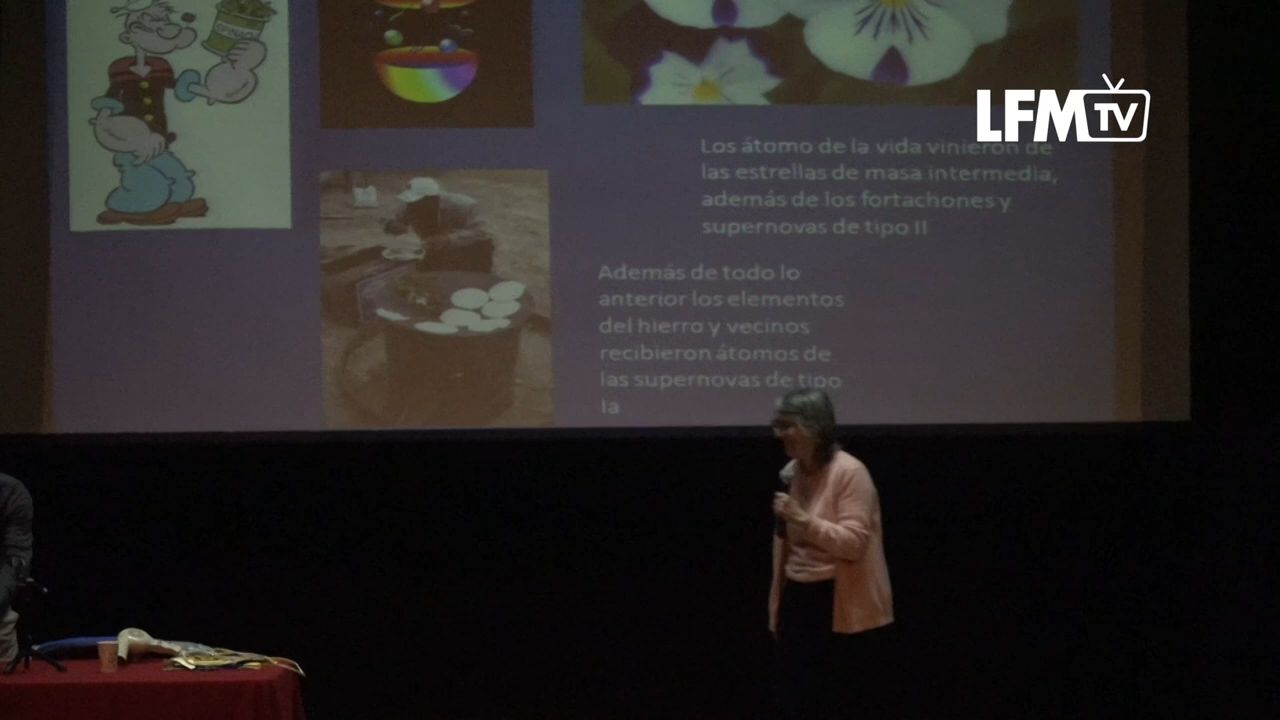 SPINACH
LFM TV
Los átomo de la vida vinieron de
las estrellas de masa intermedia,
además de los fortachones y
supernovas de tipo II
Además de todo lo
anterior los elementos
del hierro y vecinos
recibieron átomos de
las supernovas de tipo
Ia